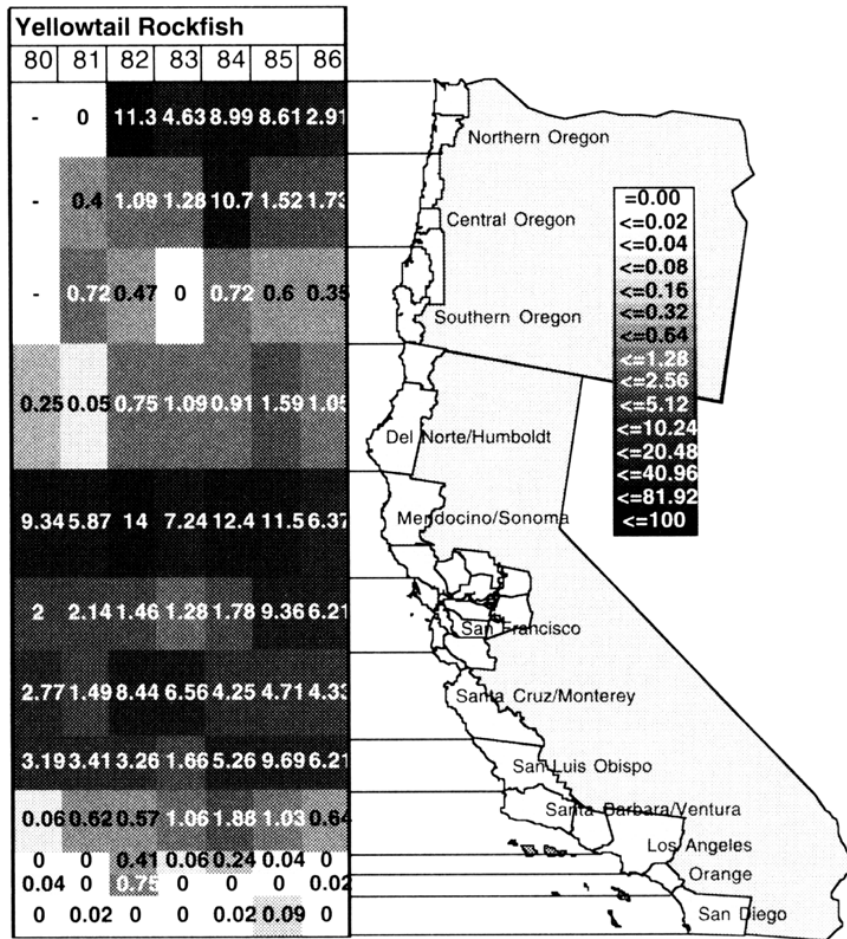 Yellowtail Rockfish
80 81 82 83 84 85 86
- 0 11.3 4.63 8.99 8.61 2.91
Northern Oregon
- 0.4 1.09 1.28 10.7 1.52 1.73
Central Oregon
- 0.72 0.47 0 0.72 0.6 0.35
Southern Oregon
0.25 0.05 0.75 1.09 0.91 1.59 1.05
Del Norte/Humboldt
9.34 5.87 14 7.24 12.4 11.5 6.37
Mendocino/Sonoma
2 2.14 1.46 1.28 1.78 9.36 6.21
San Francisco
2.77 1.49 8.44 6.56 4.25 4.71 4.33
Santa Cruz/Monterey
3.19 3.41 3.26 1.66 5.26 9.69 6.21
San Luis Obispo
0.06 0.62 0.57 1.06 1.88 1.03 0.64
Santa Barbara/Ventura
0 0 0.41 0.06 0.24 0.04 0
Los Angeles
0.04 0 0.75 0 0 0 0.02
Orange
0 0.02 0 0 0.02 0.09 0
San Diego
=0.00
<=0.02
<=0.04
<=0.08
<=0.16
<=0.32
<=0.64
<=1.28
<=2.56
<=5.12
<=10.24
<=20.48
<=40.96
<=81.92
<=100